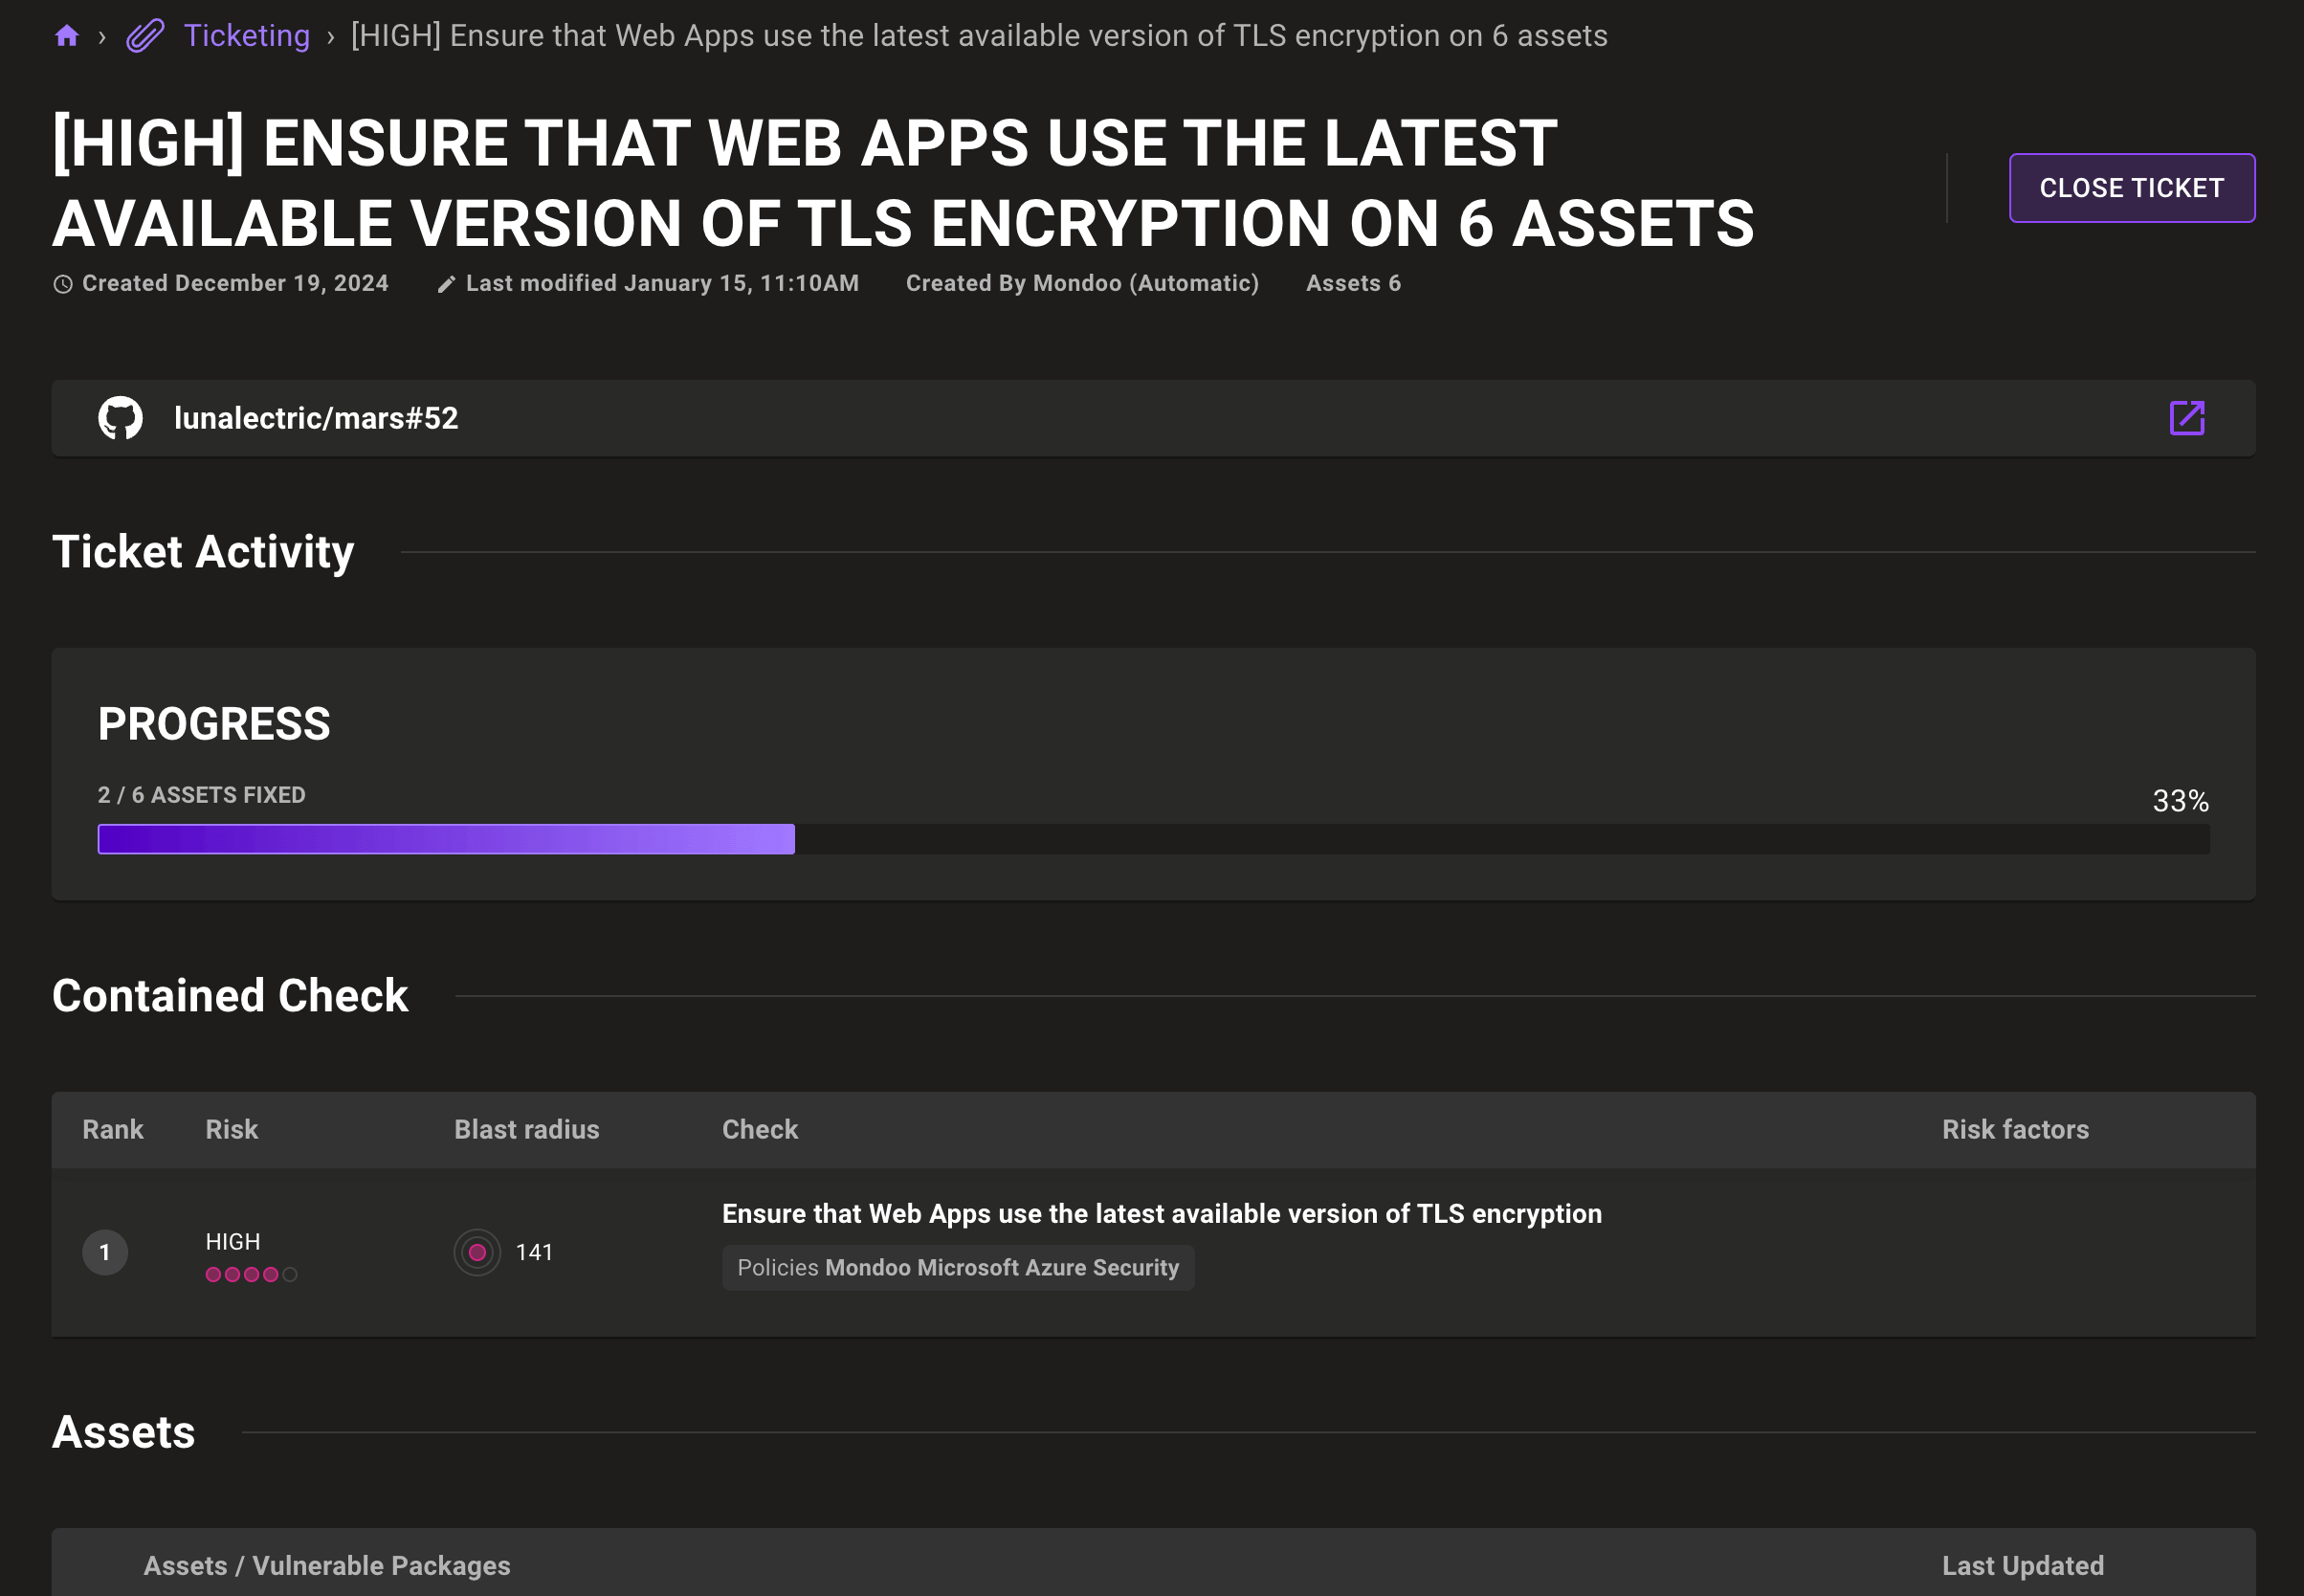 › Ticketing › [HIGH] Ensure that Web Apps use the latest available version of TLS encryption on 6 assets
[HIGH] ENSURE THAT WEB APPS USE THE LATEST
AVAILABLE VERSION OF TLS ENCRYPTION ON 6 ASSETS
CLOSE TICKET
Created December 19, 2024 Last modified January 15, 11:10AM Created By Mondoo (Automatic) Assets 6
lunalectric/mars#52
Ticket Activity
PROGRESS
2 / 6 ASSETS FIXED 33%
Contained Check
Rank Risk Blast radius Check Risk factors
1 HIGH 141 Ensure that Web Apps use the latest available version of TLS encryption
Policies Mondoo Microsoft Azure Security
Assets
Assets / Vulnerable Packages Last Updated